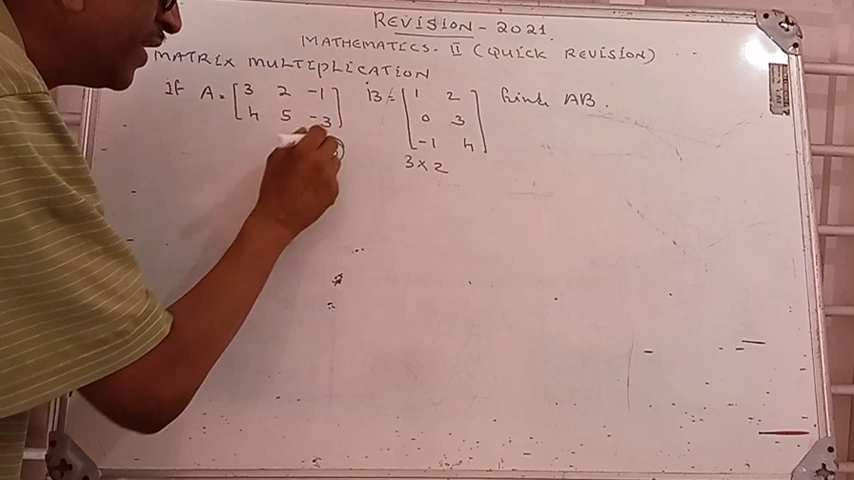 REVISION - 2021.
MATHEMATICS - II (QUICK REVISION)
MATRIX MULTIPLICATION
If A = [3 2 -1 B = [1 2 Find AB.
4 5 -3] 0 3
-1 4]
3 × 2